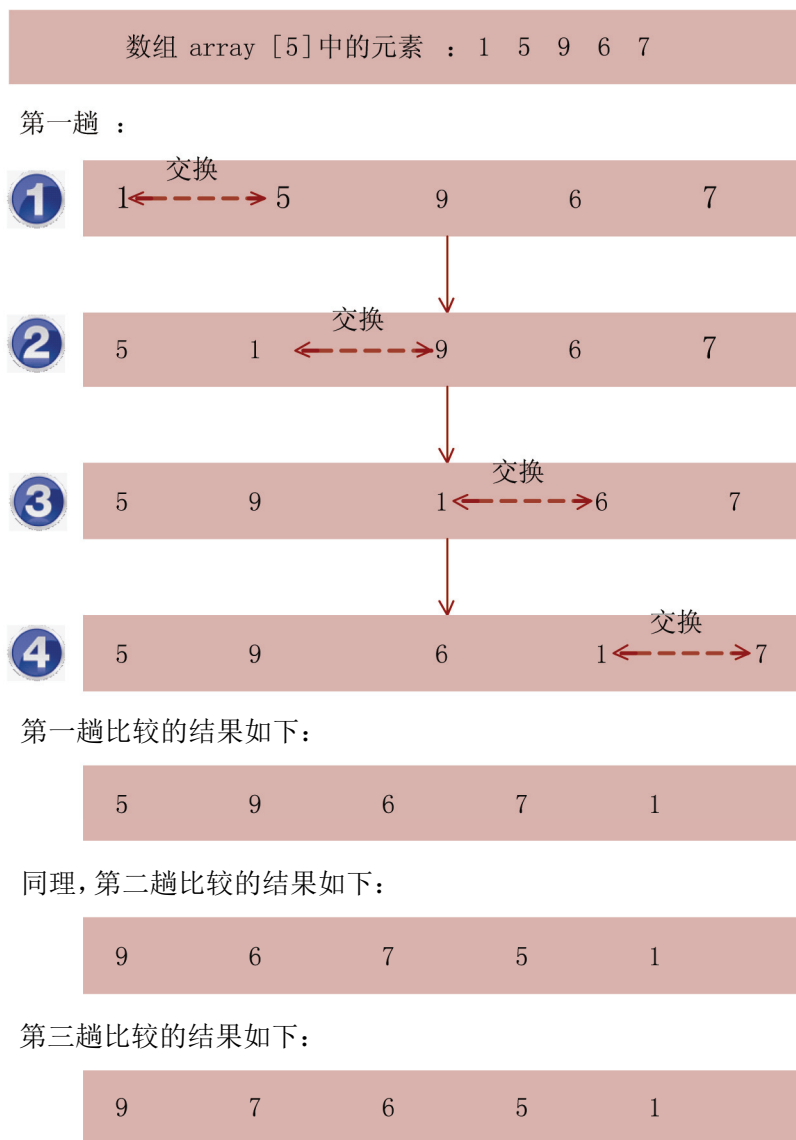 数组 array [5]中的元素 ：1 5 9 6 7
第一趟 ：
交换
1 1 5 9 6 7
交换
2 5 1 9 6 7
交换
3 5 9 1 6 7
交换
4 5 9 6 1 7
第一趟比较的结果如下：
5 9 6 7 1
同理，第二趟比较的结果如下：
9 6 7 5 1
第三趟比较的结果如下：
9 7 6 5 1